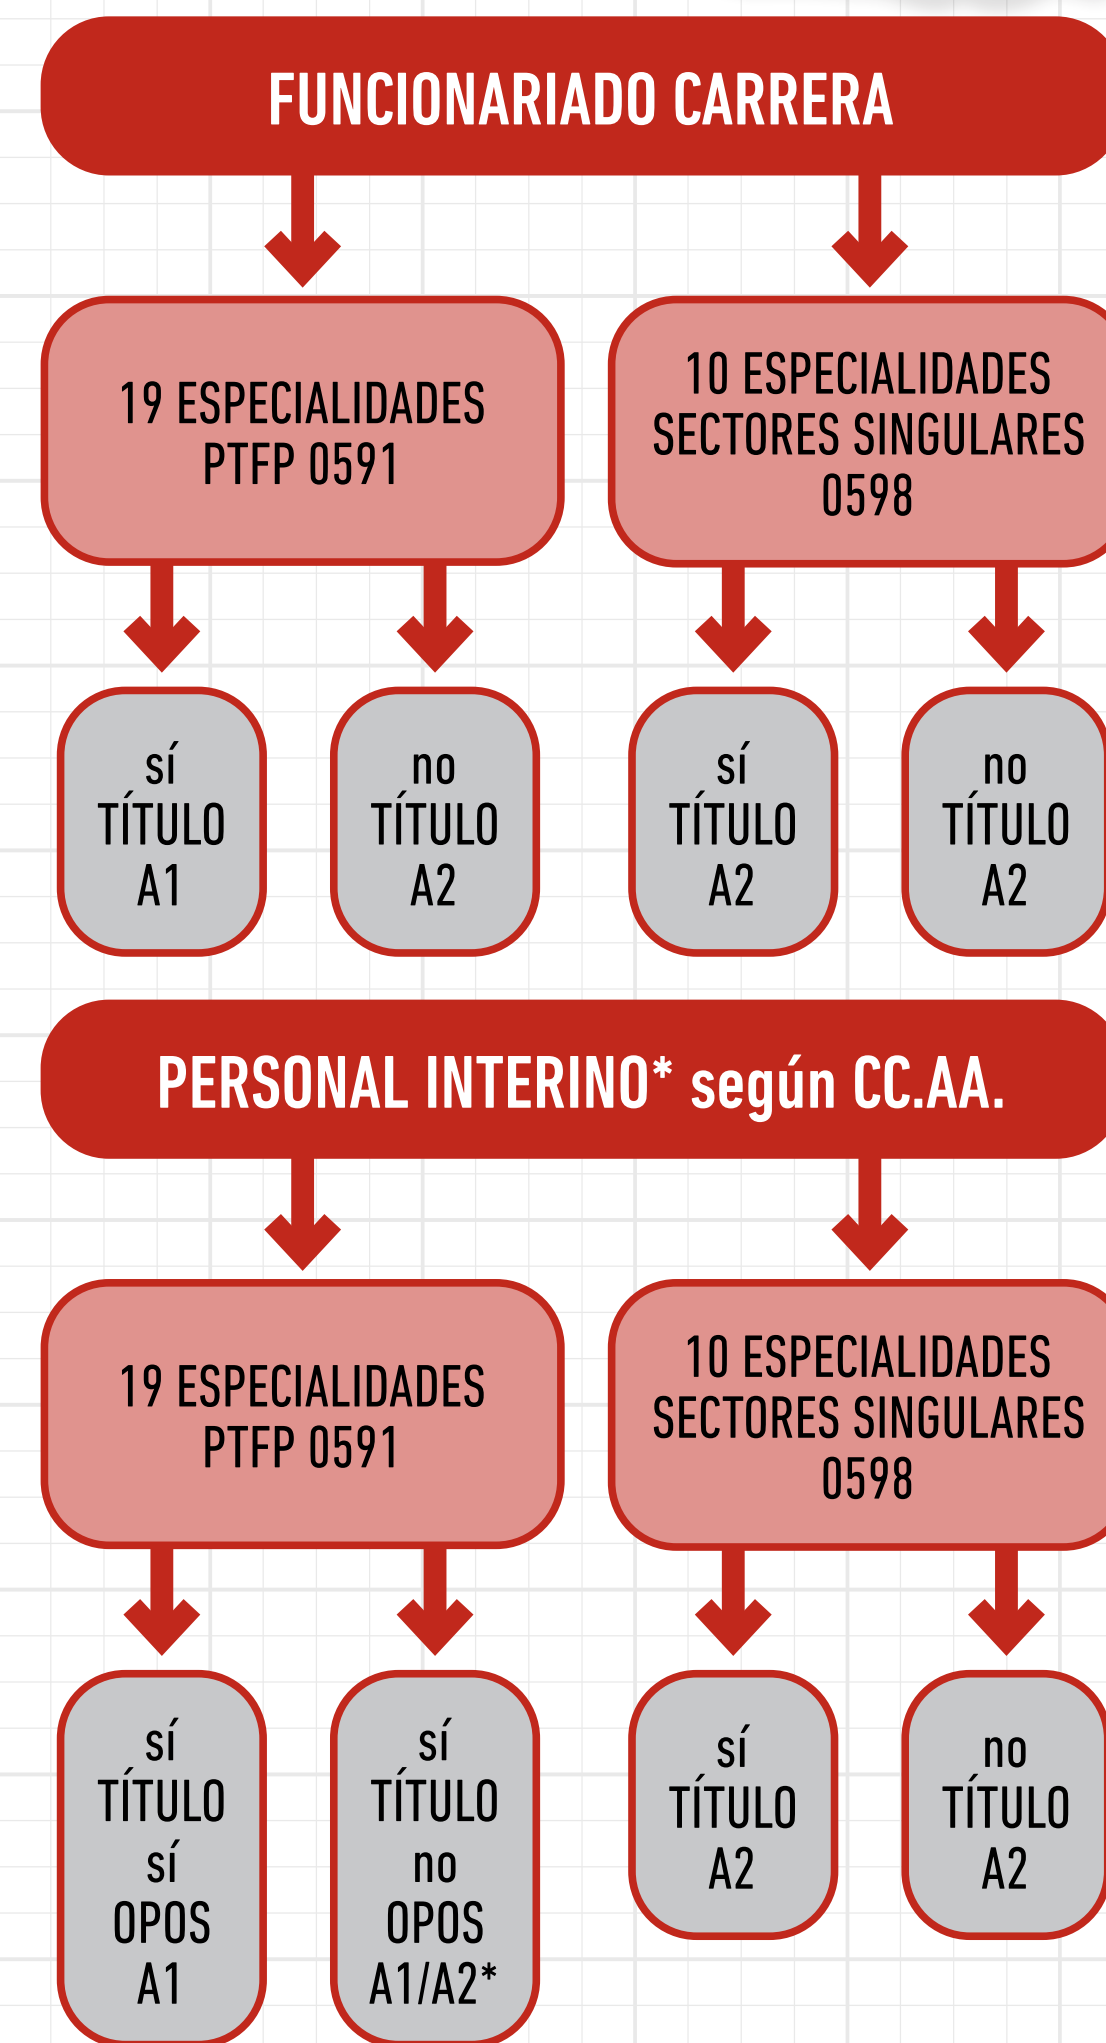 FUNCIONARIADO CARRERA
19 ESPECIALIDADES
PTFP 0591
10 ESPECIALIDADES
SECTORES SINGULARES
0598
sí
TÍTULO
A1
no
TÍTULO
A2
sí
TÍTULO
A2
no
TÍTULO
A2
PERSONAL INTERINO* según CC.AA.
19 ESPECIALIDADES
PTFP 0591
10 ESPECIALIDADES
SECTORES SINGULARES
0598
sí
TÍTULO
sí
OPOS
A1
sí
TÍTULO
no
OPOS
A1/A2*
sí
TÍTULO
A2
no
TÍTULO
A2